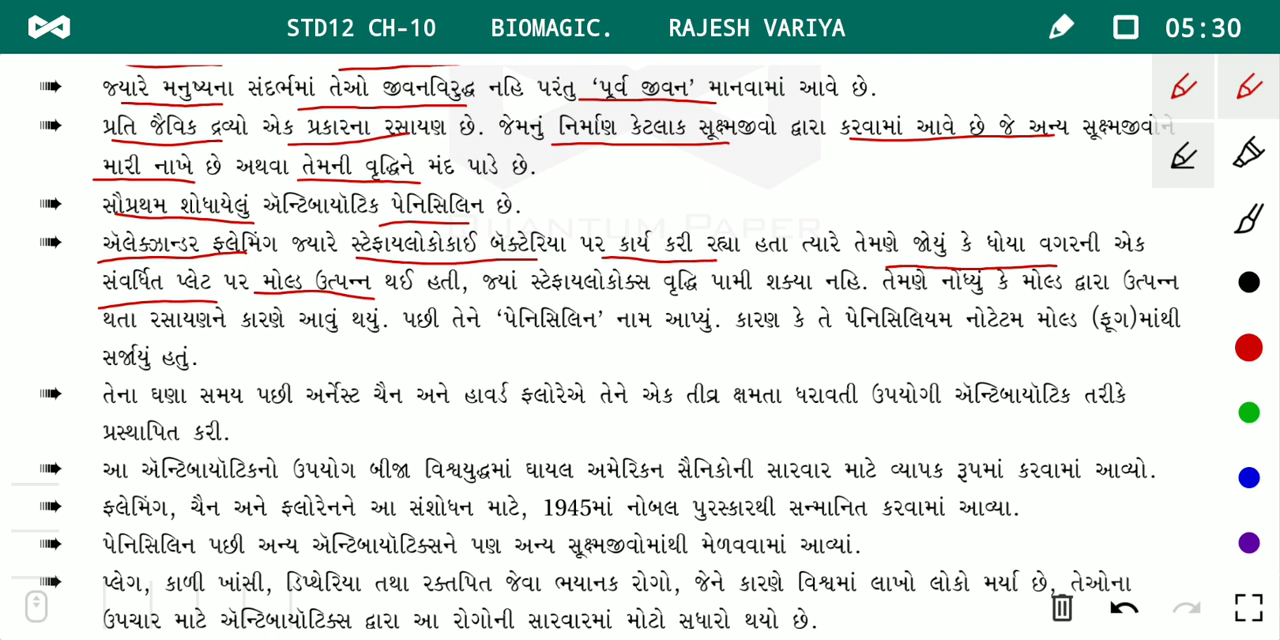 STD12 CH-10 BIOMAGIC. RAJESH VARIYA 05:30
જ્યારે મનુષ્યના સંદર્ભમાં તેઓ જીવનવિરુદ્ધ નહિ પરંતુ ‘પૂર્વ જીવન’ માનવામાં આવે છે.
પ્રતિ જૈવિક દ્રવ્યો એક પ્રકારના રસાયણ છે. જેમનું નિર્માણ કેટલાક સૂક્ષ્મજીવો દ્વારા કરવામાં આવે છે જે અન્ય સૂક્ષ્મજીવોને
મારી નાખે છે અથવા તેમની વૃદ્ધિને મંદ પાડે છે.
સૌપ્રથમ શોધાયેલું ઍન્ટિબાયૉટિક પેનિસિલિન છે.
QUANTUM PAPER
ઍલેક્ઝાન્ડર ફ્લેમિંગ જ્યારે સ્ટેફાયલોકોકાઈ બૅક્ટેરિયા પર કાર્ય કરી રહ્યા હતા ત્યારે તેમણે જોયું કે ધોયા વગરની એક
સંવર્ધિત પ્લેટ પર મોલ્ડ ઉત્પન્ન થઈ હતી, જ્યાં સ્ટેફાયલોકોક્સ વૃદ્ધિ પામી શક્યા નહિ. તેમણે નોંધ્યું કે મોલ્ડ દ્વારા ઉત્પન્ન
થતા રસાયણને કારણે આવું થયું. પછી તેને ‘પેનિસિલિન’ નામ આપ્યું. કારણ કે તે પેનિસિલિયમ નોટેટમ મોલ્ડ (ફૂગ)માંથી
સર્જાયું હતું.
તેના ઘણા સમય પછી અર્નેસ્ટ ચૈન અને હાવર્ડ ફ્લોરેએ તેને એક તીવ્ર ક્ષમતા ધરાવતી ઉપયોગી ઍન્ટિબાયૉટિક તરીકે
પ્રસ્થાપિત કરી.
આ ઍન્ટિબાયૉટિકનો ઉપયોગ બીજા વિશ્વયુદ્ધમાં ઘાયલ અમેરિકન સૈનિકોની સારવાર માટે વ્યાપક રૂપમાં કરવામાં આવ્યો.
ફ્લેમિંગ, ચૈન અને ફ્લોરેનને આ સંશોધન માટે, 1945માં નોબલ પુરસ્કારથી સન્માનિત કરવામાં આવ્યા.
પેનિસિલિન પછી અન્ય ઍન્ટિબાયૉટિક્સને પણ અન્ય સૂક્ષ્મજીવોમાંથી મેળવવામાં આવ્યાં.
પ્લેગ, કાળી ખાંસી, ડિપ્થેરિયા તથા રક્તપિત જેવા ભયાનક રોગો, જેને કારણે વિશ્વમાં લાખો લોકો મર્યા છે, તેઓના
ઉપચાર માટે ઍન્ટિબાયૉટિક્સ દ્વારા આ રોગોની સારવારમાં મોટો સુધારો થયો છે.